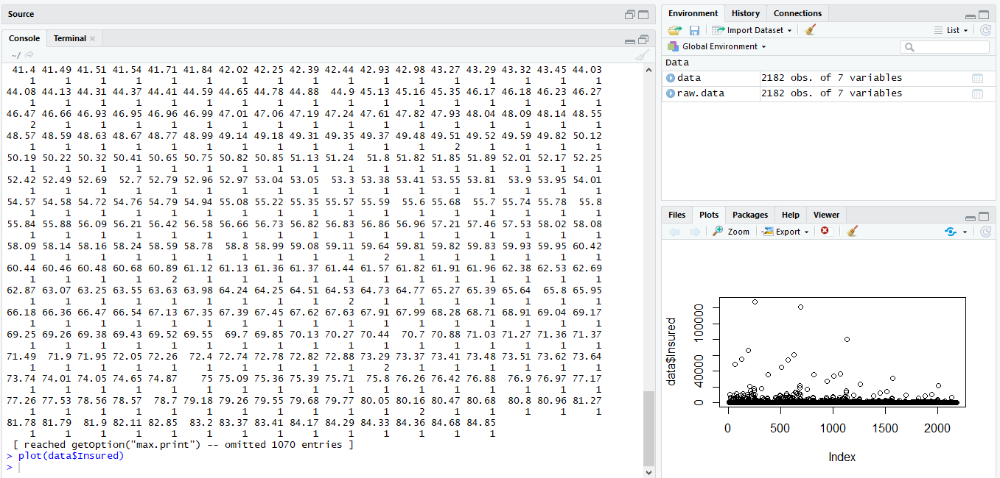 Source
Console Terminal
~/
41.4 41.49 41.51 41.54 41.71 41.84 42.02 42.25 42.39 42.44 42.93 42.98 43.27 43.29 43.32 43.45 44.03
1 1 1 1 1 1 1 1 1 1 1 1 1 1 1 1 1
44.08 44.13 44.31 44.37 44.41 44.59 44.65 44.78 44.88 44.9 45.13 45.16 45.35 46.17 46.18 46.23 46.27
1 1 1 1 1 1 1 1 1 1 1 1 1 1 1 1 1
46.47 46.66 46.93 46.95 46.96 46.99 47.01 47.06 47.19 47.24 47.61 47.82 47.93 48.04 48.09 48.14 48.55
2 1 1 1 1 1 1 1 1 1 1 1 1 1 1 1 1
48.57 48.59 48.63 48.67 48.77 48.99 49.14 49.18 49.31 49.35 49.37 49.48 49.51 49.52 49.59 49.82 50.12
1 1 1 1 1 1 1 1 1 1 1 1 2 1 1 1 1
50.19 50.22 50.32 50.41 50.65 50.75 50.82 50.85 51.13 51.24 51.8 51.82 51.85 51.89 52.01 52.17 52.25
1 1 1 1 1 1 1 1 1 1 1 1 1 1 1 1 1
52.42 52.49 52.69 52.7 52.79 52.96 52.97 53.04 53.05 53.3 53.38 53.41 53.55 53.81 53.9 53.95 54.01
1 1 1 1 1 1 1 1 1 1 1 1 1 1 1 1 1
54.57 54.58 54.72 54.76 54.79 54.94 55.08 55.22 55.35 55.57 55.59 55.6 55.68 55.7 55.74 55.78 55.8
1 1 1 1 1 1 1 1 1 1 1 1 1 1 1 1 1
55.84 55.88 56.09 56.21 56.42 56.58 56.66 56.73 56.82 56.83 56.86 56.96 57.21 57.46 57.53 58.02 58.08
1 1 1 1 1 1 1 1 1 1 1 1 1 1 1 1 1
58.09 58.14 58.16 58.24 58.59 58.78 58.8 58.99 59.08 59.11 59.64 59.81 59.82 59.83 59.93 59.95 60.42
1 1 1 1 1 1 1 1 1 1 2 1 1 1 1 1 1
60.44 60.46 60.48 60.68 60.89 61.12 61.13 61.36 61.37 61.44 61.57 61.82 61.91 61.96 62.38 62.53 62.69
1 1 1 1 2 1 1 1 1 1 1 1 1 1 1 1 1
62.87 63.07 63.25 63.55 63.63 63.98 64.24 64.25 64.51 64.53 64.73 64.77 65.27 65.39 65.64 65.8 65.95
1 1 1 1 1 1 1 1 1 2 1 1 1 1 1 1 1
66.18 66.36 66.47 66.54 67.13 67.35 67.39 67.45 67.62 67.63 67.91 67.99 68.28 68.71 68.91 69.04 69.17
1 1 1 1 1 1 1 1 1 1 1 1 1 1 1 1 1
69.25 69.26 69.38 69.43 69.52 69.55 69.7 69.85 70.13 70.27 70.44 70.7 70.88 71.03 71.27 71.36 71.37
1 1 1 1 1 1 1 1 1 1 1 1 1 1 1 1 1
71.49 71.9 71.95 72.05 72.26 72.4 72.74 72.78 72.82 72.88 73.29 73.37 73.41 73.48 73.51 73.62 73.64
1 1 1 1 1 1 1 1 1 1 2 1 1 1 1 1 1
73.74 74.01 74.05 74.65 74.87 75 75.09 75.36 75.39 75.71 75.8 76.26 76.42 76.88 76.9 76.97 77.17
1 1 1 1 1 1 1 1 1 1 1 1 1 1 1 1 1
77.26 77.53 78.56 78.57 78.7 79.18 79.26 79.55 79.68 79.77 80.05 80.16 80.47 80.68 80.8 80.96 81.27
1 1 1 1 1 1 1 1 1 1 1 2 1 1 1 1 1
81.78 81.79 81.9 82.11 82.85 83.2 83.37 83.41 84.17 84.29 84.33 84.36 84.68 84.85
1 1 1 1 1 1 1 1 1 1 1 1 1 1
[ reached getOption("max.print") -- omitted 1070 entries ]
> plot(data$Insured)
>
Environment History Connections
Import Dataset List
Global Environment
Data
data 2182 obs. of 7 variables
raw.data 2182 obs. of 7 variables
Files Plots Packages Help Viewer
Zoom Export
data$Insured
100000
40000
0
0 500 1000 1500 2000
Index